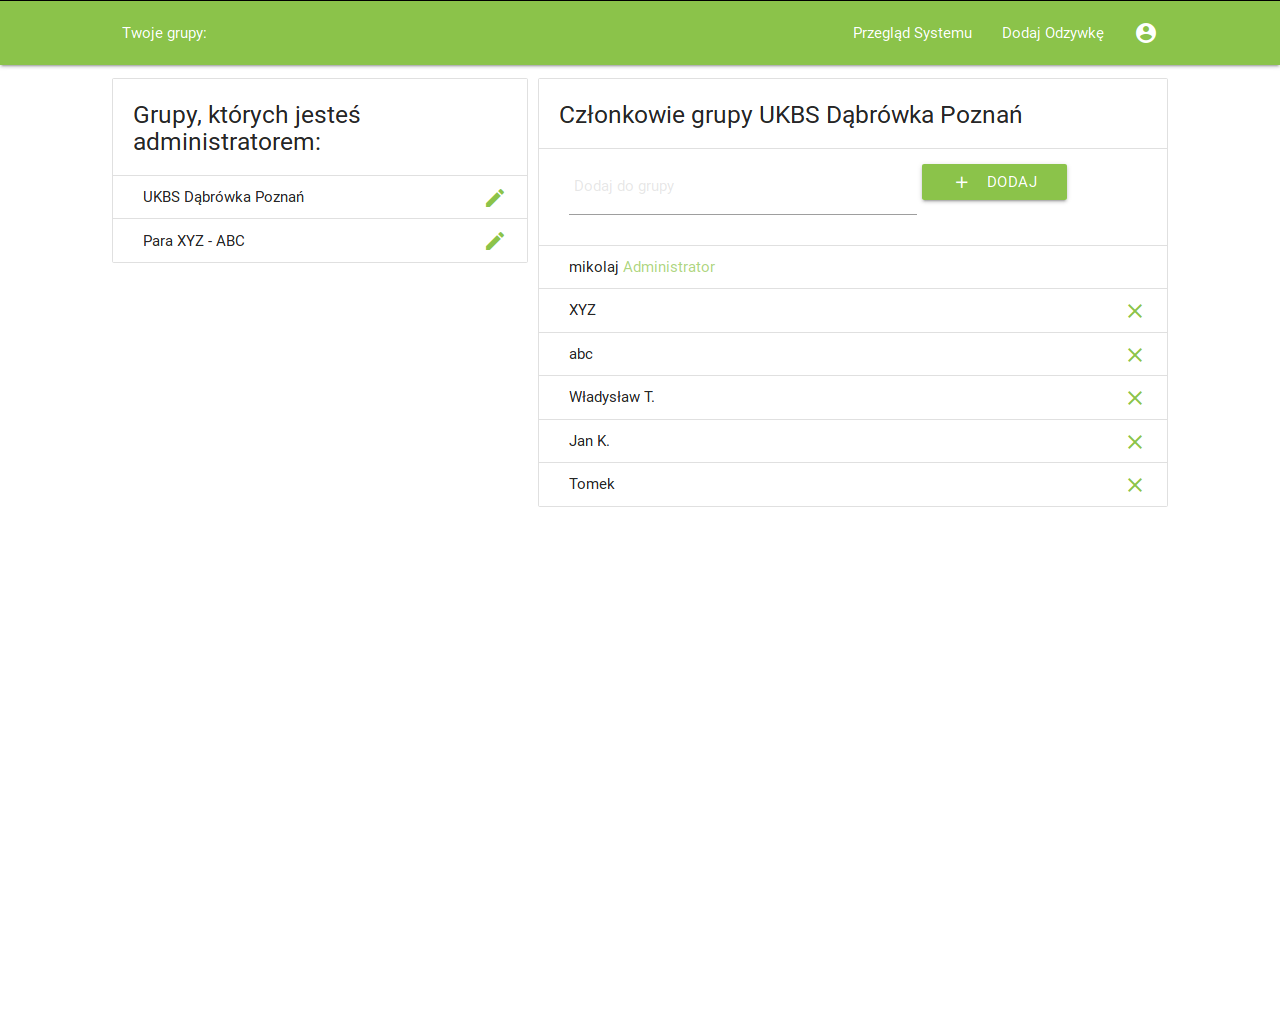 Twoje grupy:
Przegląd Systemu
Dodaj Odzywkę
Grupy, których jesteś
administratorem:
UKBS Dąbrówka Poznań
Para XYZ - ABC
Członkowie grupy UKBS Dąbrówka Poznań
Dodaj do grupy
DODAJ
mikolaj Administrator
XYZ
abc
Władysław T.
Jan K.
Tomek